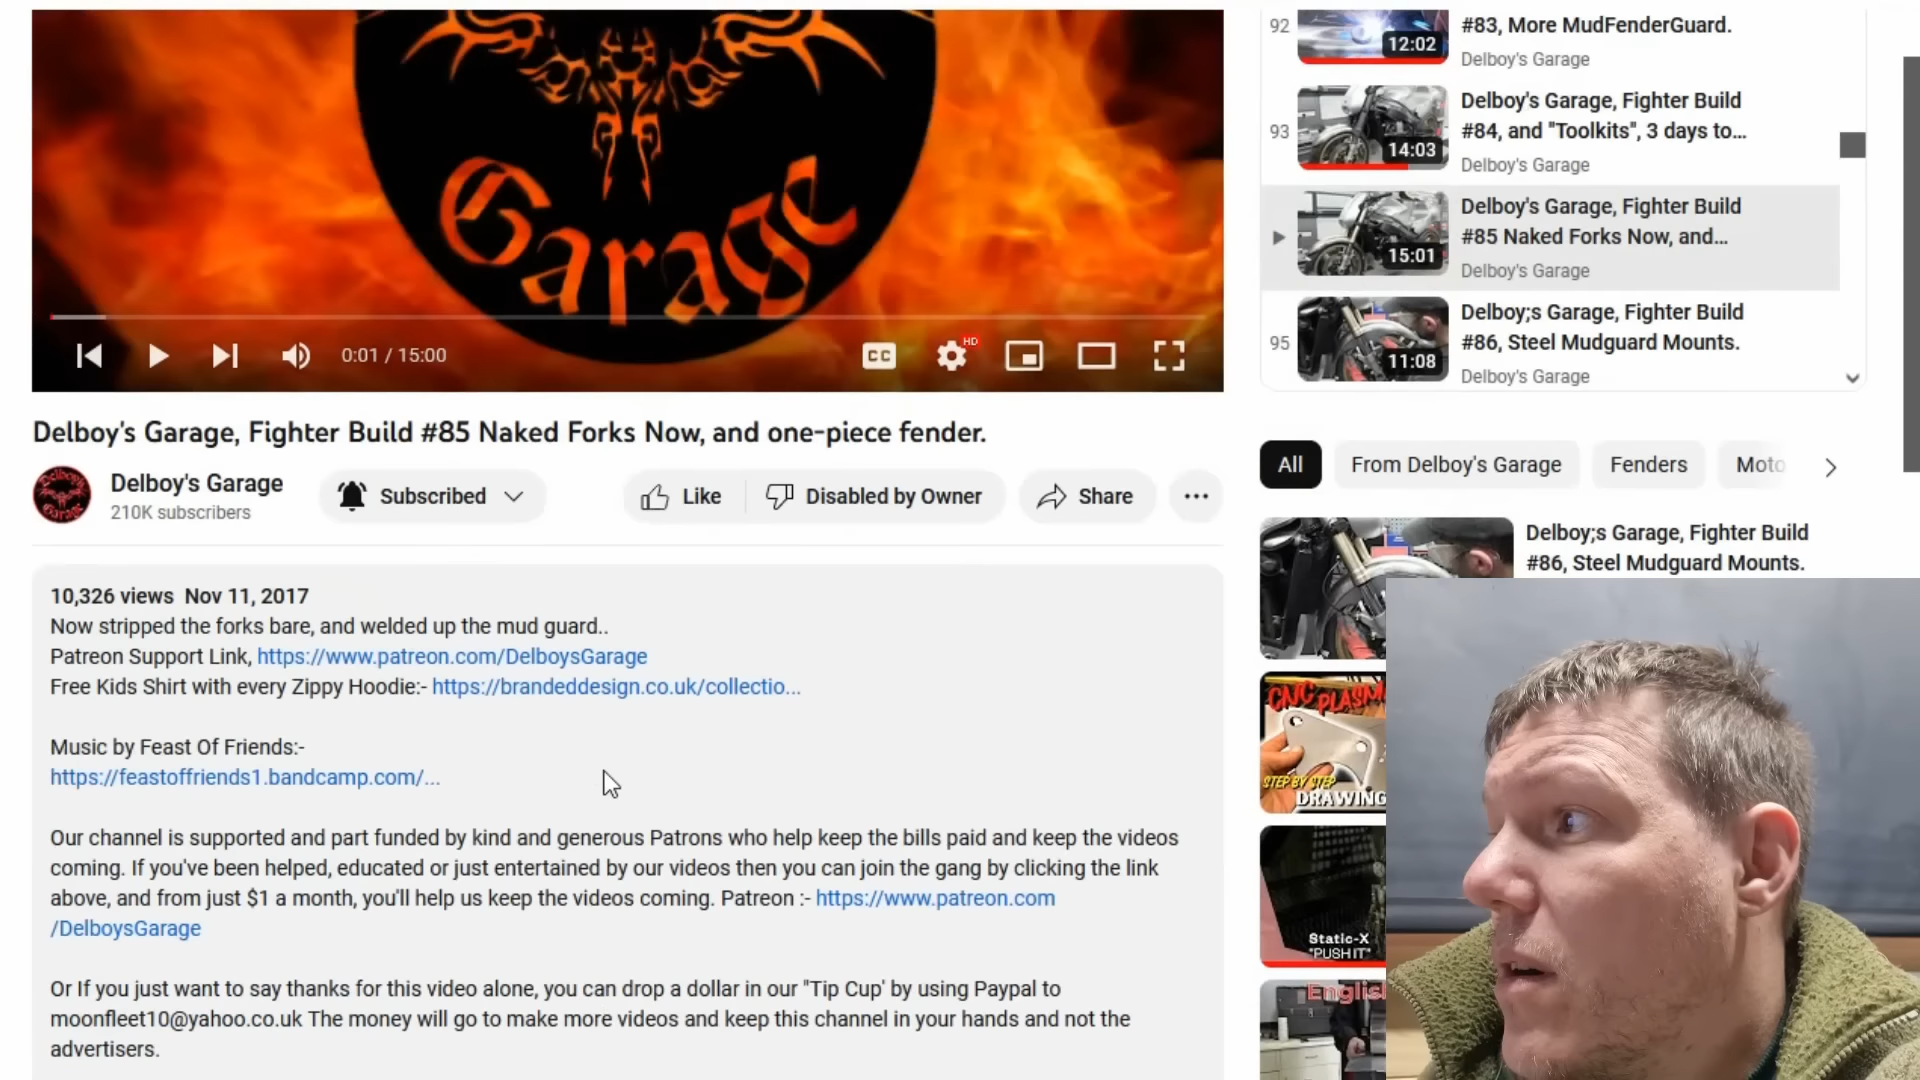 Garage
0:01 / 15:00
CC
HD
Delboy's Garage, Fighter Build #85 Naked Forks Now, and one-piece fender.
Delboy's Garage
210K subscribers
Subscribed
Like
Disabled by Owner
Share
10,326 views Nov 11, 2017
Now stripped the forks bare, and welded up the mud guard..
Patreon Support Link, https://www.patreon.com/DelboysGarage
Free Kids Shirt with every Zippy Hoodie:- https://brandeddesign.co.uk/collectio...
Music by Feast Of Friends:-
https://feastoffriends1.bandcamp.com/...
Our channel is supported and part funded by kind and generous Patrons who help keep the bills paid and keep the videos
coming. If you've been helped, educated or just entertained by our videos then you can join the gang by clicking the link
above, and from just $1 a month, you'll help us keep the videos coming. Patreon :- https://www.patreon.com
/DelboysGarage
Or If you just want to say thanks for this video alone, you can drop a dollar in our "Tip Cup' by using Paypal to
moonfleet10@yahoo.co.uk The money will go to make more videos and keep this channel in your hands and not the
advertisers.
92
12:02
#83, More MudFenderGuard.
Delboy's Garage
93
14:03
Delboy's Garage, Fighter Build
#84, and "Toolkits", 3 days to...
Delboy's Garage
15:01
Delboy's Garage, Fighter Build
#85 Naked Forks Now, and...
Delboy's Garage
95
11:08
Delboy;s Garage, Fighter Build
#86, Steel Mudguard Mounts.
Delboy's Garage
All
From Delboy's Garage
Fenders
Moto
Delboy;s Garage, Fighter Build
#86, Steel Mudguard Mounts.
CNC PLASM
STEP BY STEP
DRAWING
Static-X
"PUSH IT"
English